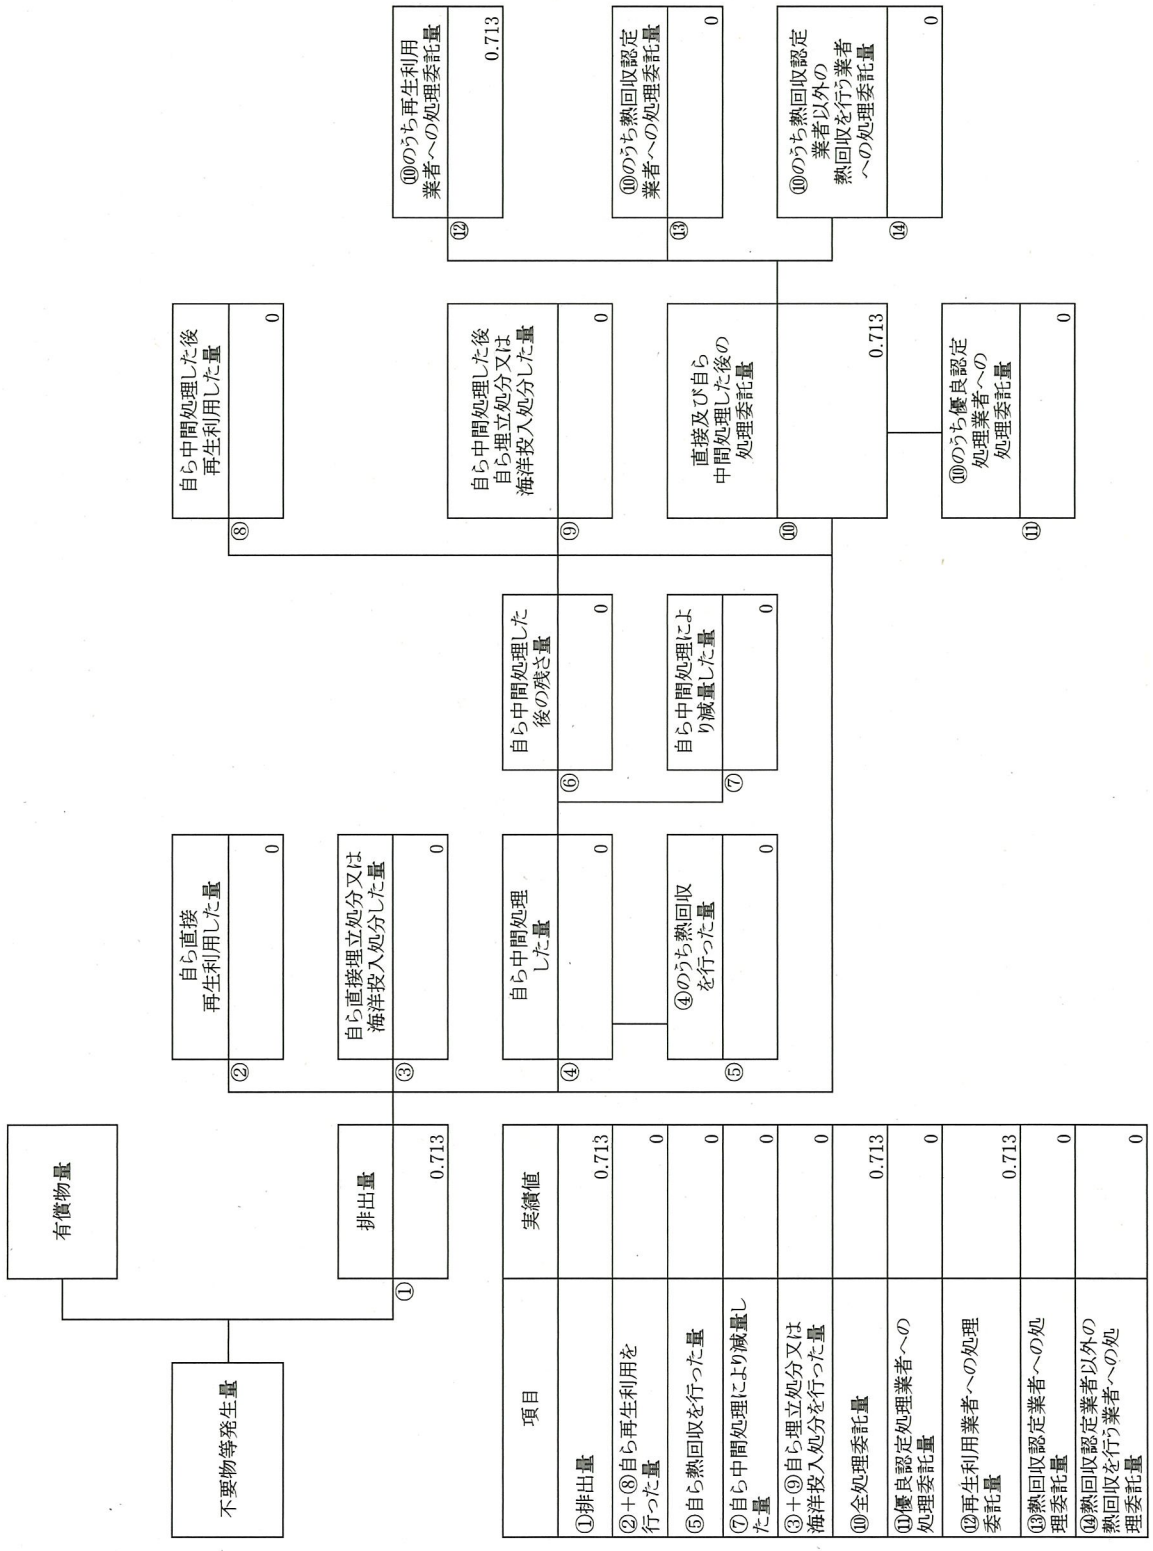 不要物等発生量
有償物量
排出量
①
0.713
自ら直接
再生利用した量
②
0
自ら直接埋立処分又は
海洋投入処分した量
③
0
自ら中間処理
した量
④
0
④のうち熱回収
を行った量
⑤
0
自ら中間処理した
後の残さ量
⑥
0
自ら中間処理によ
り減量した量
⑦
0
自ら中間処理した後
再生利用した量
⑧
0
自ら中間処理した後
自ら埋立処分又は
海洋投入処分した量
⑨
0
直接及び自ら
中間処理した後の
処理委託量
⑩
0.713
⑩のうち優良認定
処理業者への
処理委託量
⑪
0
⑩のうち再生利用
業者への処理委託量
⑫
0.713
⑩のうち熱回収認定
業者への処理委託量
⑬
0
⑩のうち熱回収認定
業者以外の
熱回収を行う業者
への処理委託量
⑭
0
項目
実績値
①排出量
0.713
②+⑧自ら再生利用を
行った量
0
⑤自ら熱回収を行った量
0
⑦自ら中間処理により減量し
た量
0
③+⑨自ら埋立処分又は
海洋投入処分を行った量
0
⑩全処理委託量
0.713
⑪優良認定処理業者への
処理委託量
0
⑫再生利用業者への処理
委託量
0.713
⑬熱回収認定業者への処
理委託量
0
⑭熱回収認定業者以外の
熱回収を行う業者への処
理委託量
0